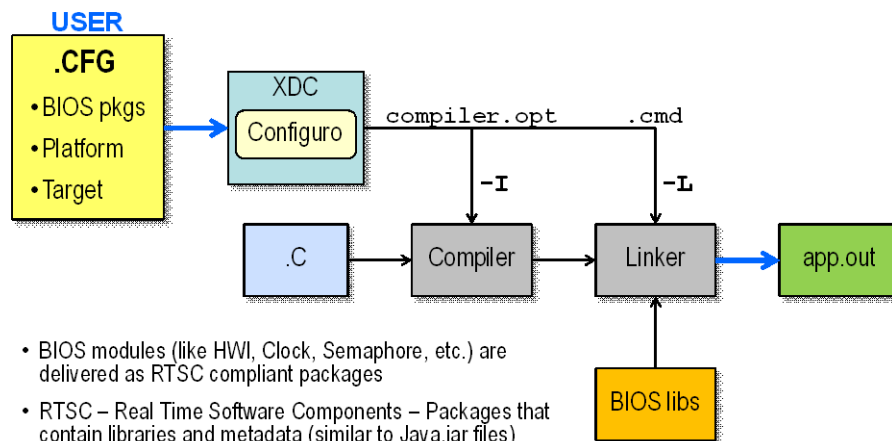 USER
.CFG
• BIOS pkgs
• Platform
• Target
XDC
Configuro
compiler.opt
.cmd
-I
-L
.C
Compiler
Linker
app.out
BIOS libs
• BIOS modules (like HWI, Clock, Semaphore, etc.) are
delivered as RTSC compliant packages
• RTSC – Real Time Software Components – Packages that
contain libraries and metadata (similar to Java.jar files)